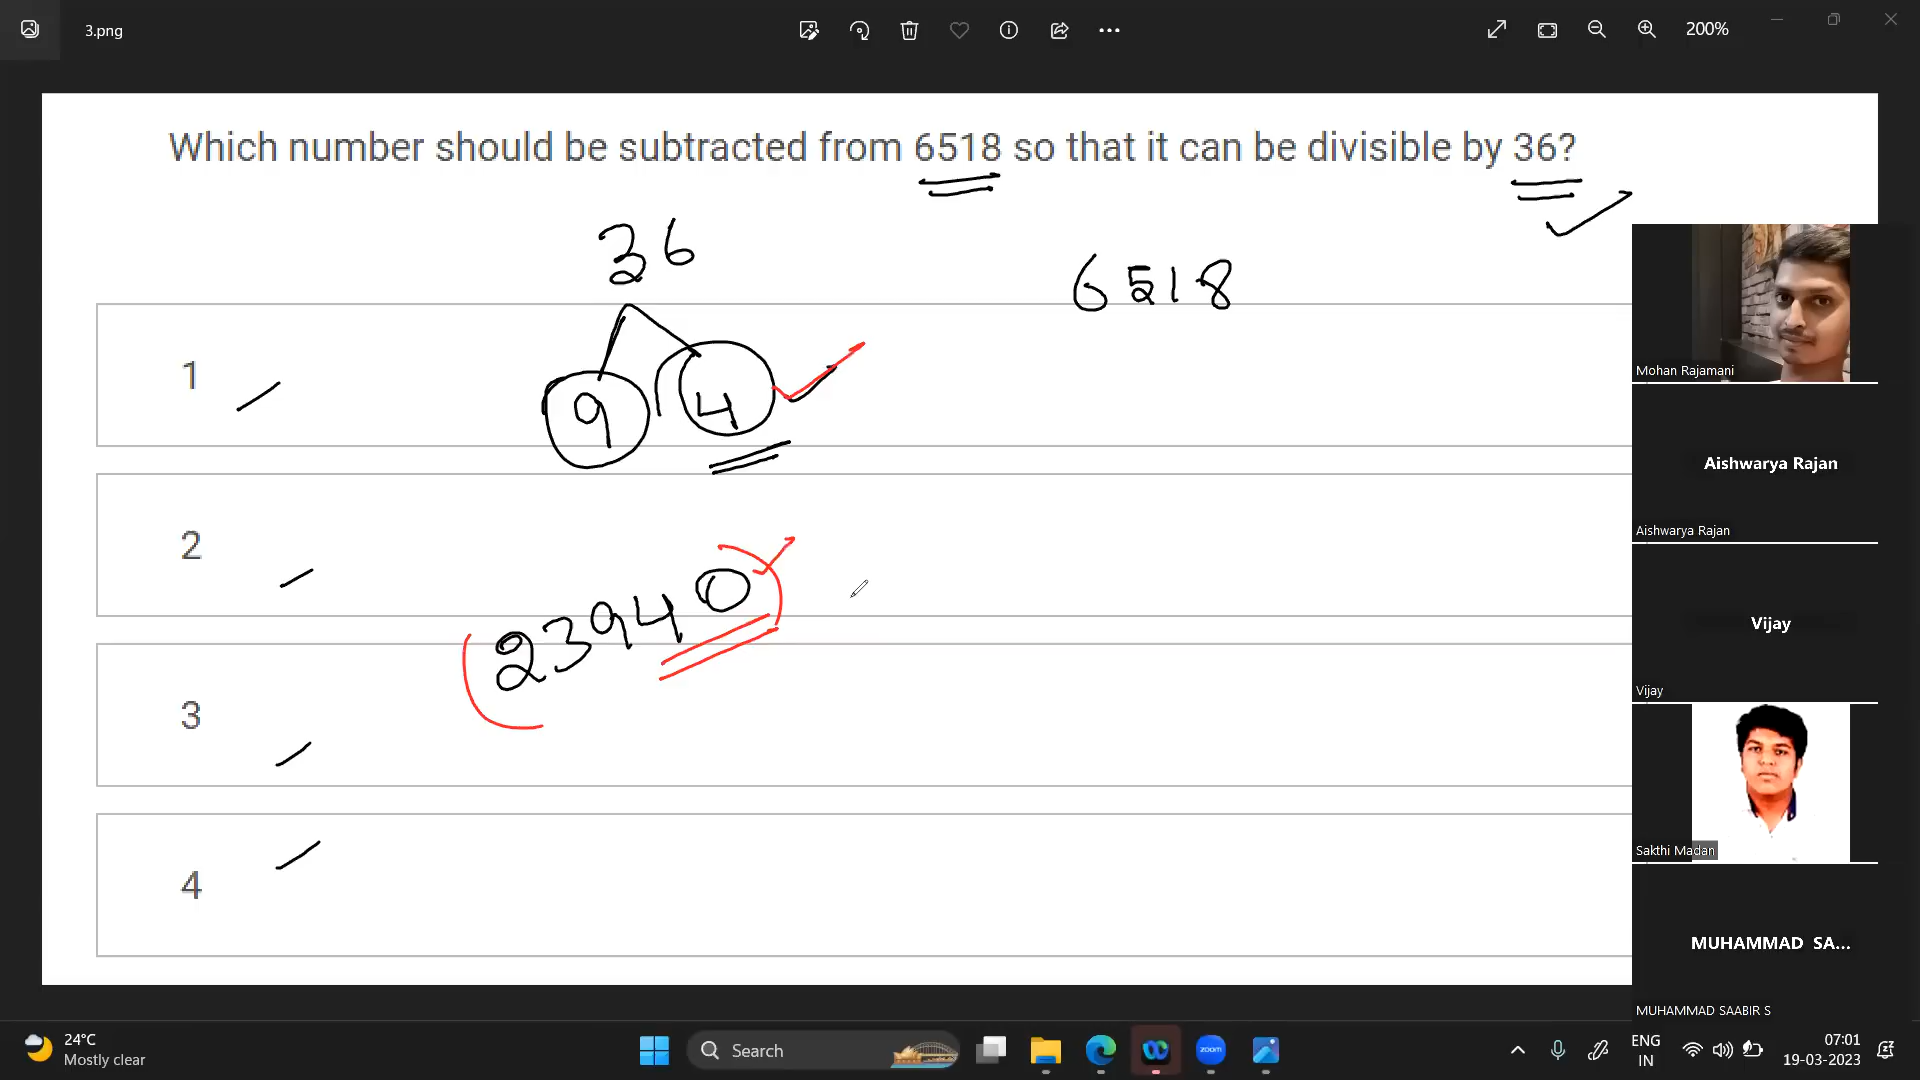 3.png
200%
Which number should be subtracted from 6518 so that it can be divisible by 36?
36
6518
1
9 4
2
23940
3
4
Mohan Rajamani
Aishwarya Rajan
Aishwarya Rajan
Vijay
Vijay
Sakthi Madan
MUHAMMAD SA...
MUHAMMAD SAABIR S
24°C
Mostly clear
Search
zoom
ENG
IN
07:01
19-03-2023